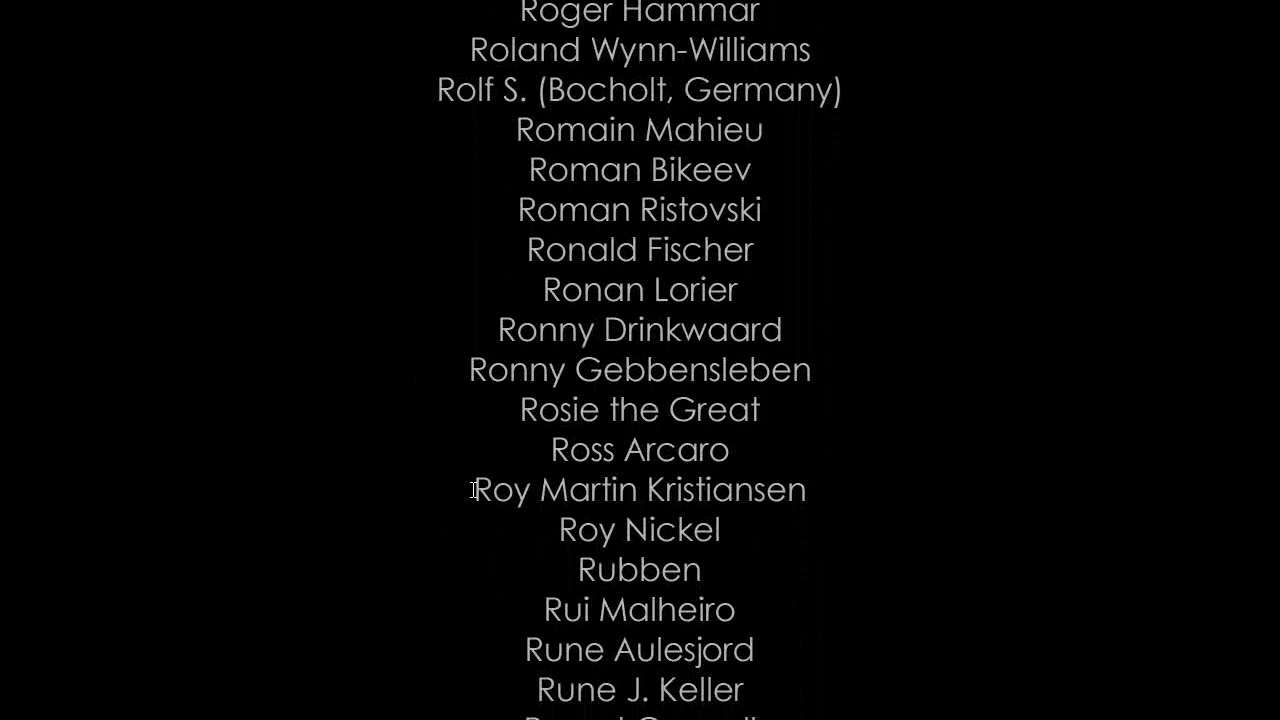 Roger Hammar
Roland Wynn-Williams
Rolf S. (Bocholt, Germany)
Romain Mahieu
Roman Bikeev
Roman Ristovski
Ronald Fischer
Ronan Lorier
Ronny Drinkwaard
Ronny Gebbensleben
Rosie the Great
Ross Arcaro
Roy Martin Kristiansen
Roy Nickel
Rubben
Rui Malheiro
Rune Aulesjord
Rune J. Keller